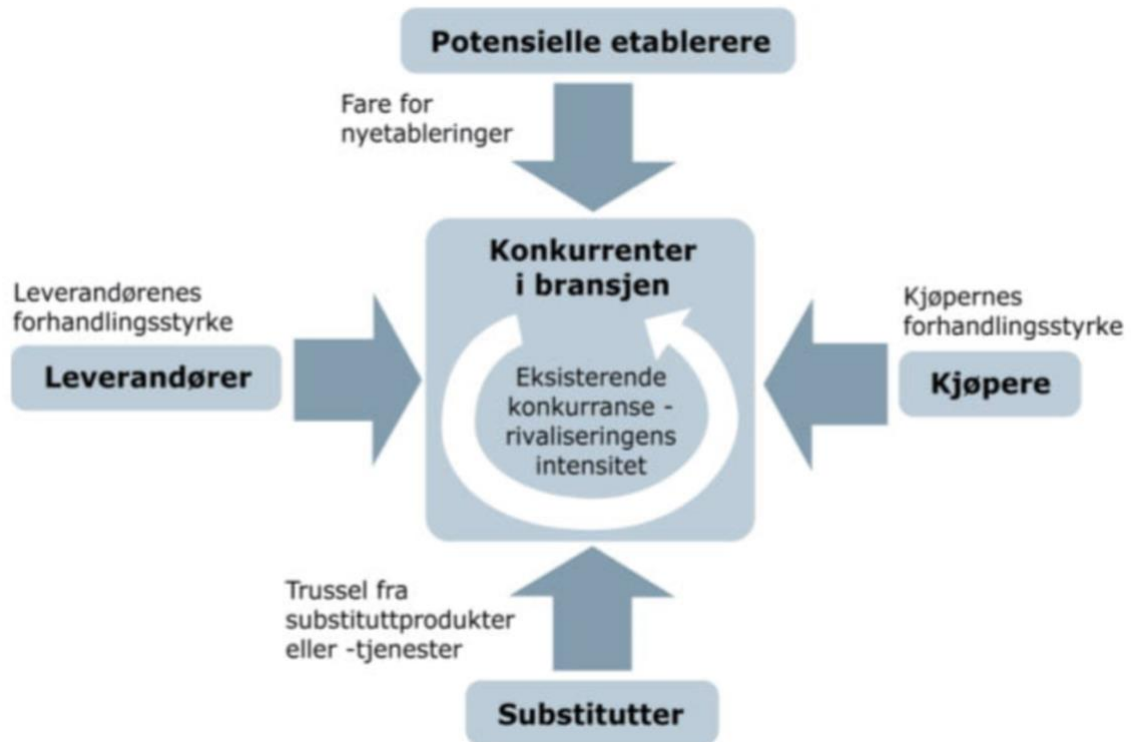 Potensielle etablerere
Fare for
nyetableringer
Konkurrenter
i bransjen
Leverandørenes
forhandlingsstyrke
Leverandører
Eksisterende
konkurranse -
rivaliseringens
intensitet
Kjøpernes
forhandlingsstyrke
Kjøpere
Trussel fra
substituttprodukter
eller -tjenester
Substitutter